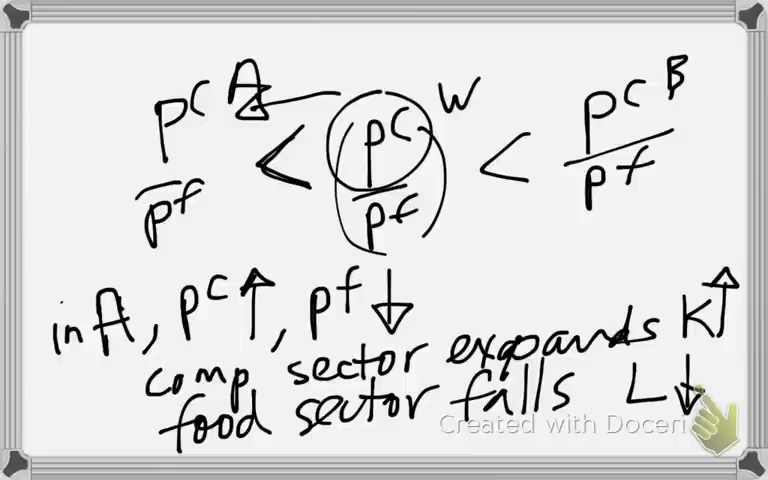 PC A < PC W < PC B
pf pf pf
in A, PC ↑, pf ↓
comp sector expands K↑
food sector falls L↓
Created with Doceri